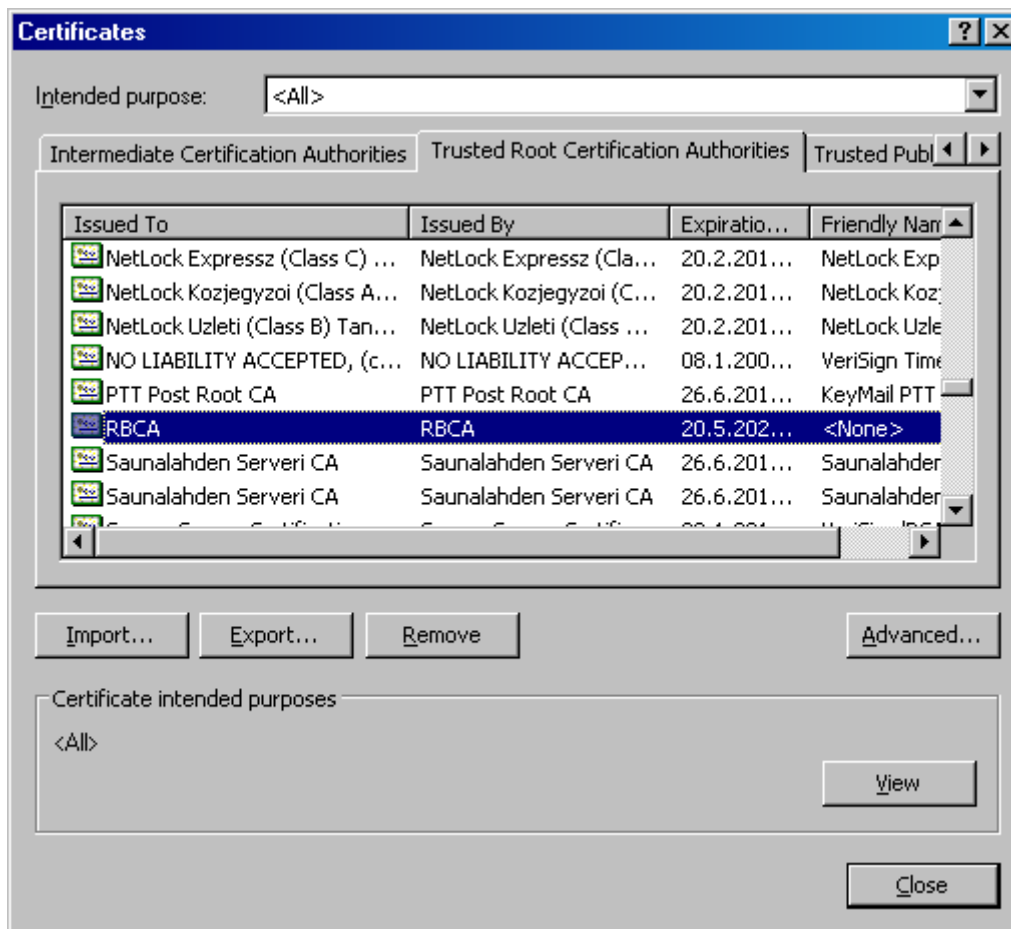 Certificates
Intended purpose: <All>
Intermediate Certification Authorities Trusted Root Certification Authorities Trusted Publ
Issued To Issued By Expiratio... Friendly Nam
NetLock Expressz (Class C) ... NetLock Expressz (Cla... 20.2.201... NetLock Exp
NetLock Kozjegyzoi (Class A... NetLock Kozjegyzoi (C... 20.2.201... NetLock Koz
NetLock Uzleti (Class B) Tan... NetLock Uzleti (Class ... 20.2.201... NetLock Uzle
NO LIABILITY ACCEPTED, (c... NO LIABILITY ACCEP... 08.1.200... VeriSign Time
PTT Post Root CA PTT Post Root CA 26.6.201... KeyMail PTT
RBCA RBCA 20.5.202... <None>
Saunalahden Serveri CA Saunalahden Serveri CA 26.6.201... Saunalahder
Saunalahden Serveri CA Saunalahden Serveri CA 26.6.201... Saunalahder
Import... Export... Remove Advanced...
Certificate intended purposes
<All>
View
Close